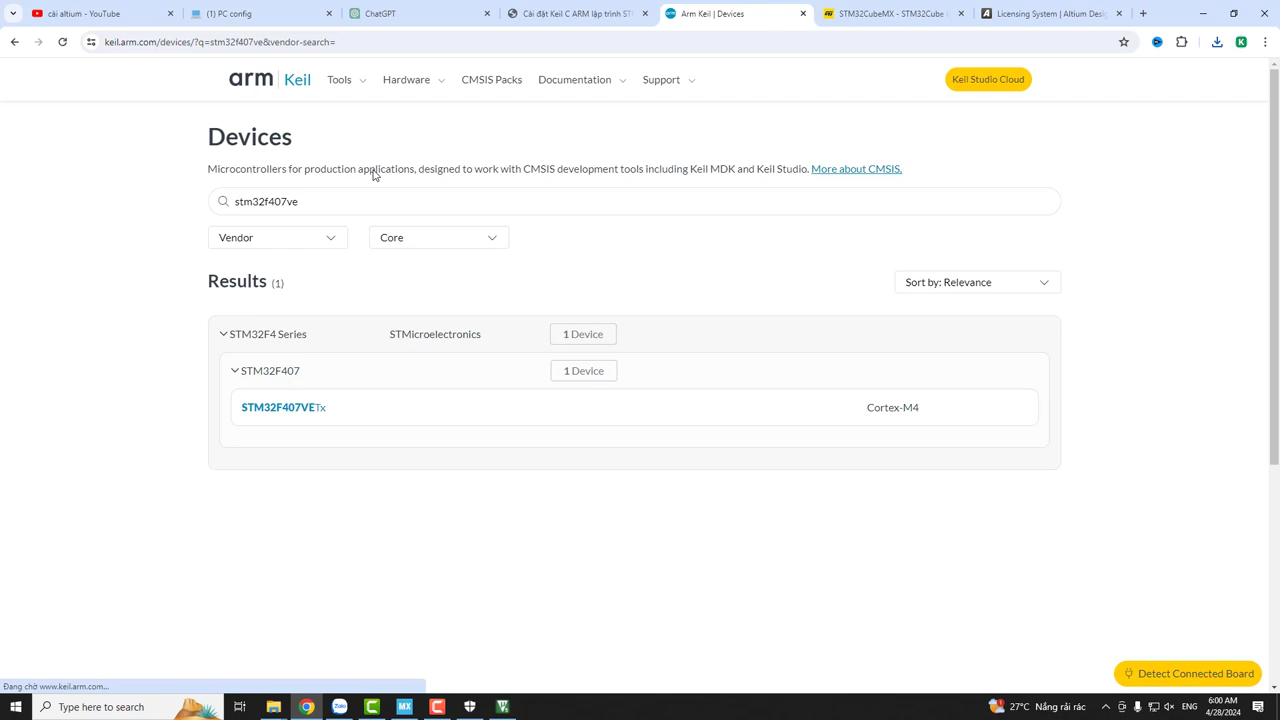 cài altium - YouTube
(1) PC config
ChatGPT
Cài đặt Keil C ARM lập trình ST
Arm Keil | Devices
STM32CubeMX - STM32Cube i
Licensing System | Altium Desig
keil.arm.com/devices/?q=stm32f407ve&vendor-search=
K
arm Keil
Tools
Hardware
CMSIS Packs
Documentation
Support
Keil Studio Cloud
Devices
Microcontrollers for production applications, designed to work with CMSIS development tools including Keil MDK and Keil Studio. More about CMSIS.
stm32f407ve
Vendor
Core
Results (1)
Sort by: Relevance
STM32F4 Series
STMicroelectronics
1 Device
STM32F407
1 Device
STM32F407VETx
Cortex-M4
Detect Connected Board
Đang chờ www.keil.arm.com...
Type here to search
Zalo
MX
27°C Nắng rải rác
ENG
6:00 AM
4/28/2024